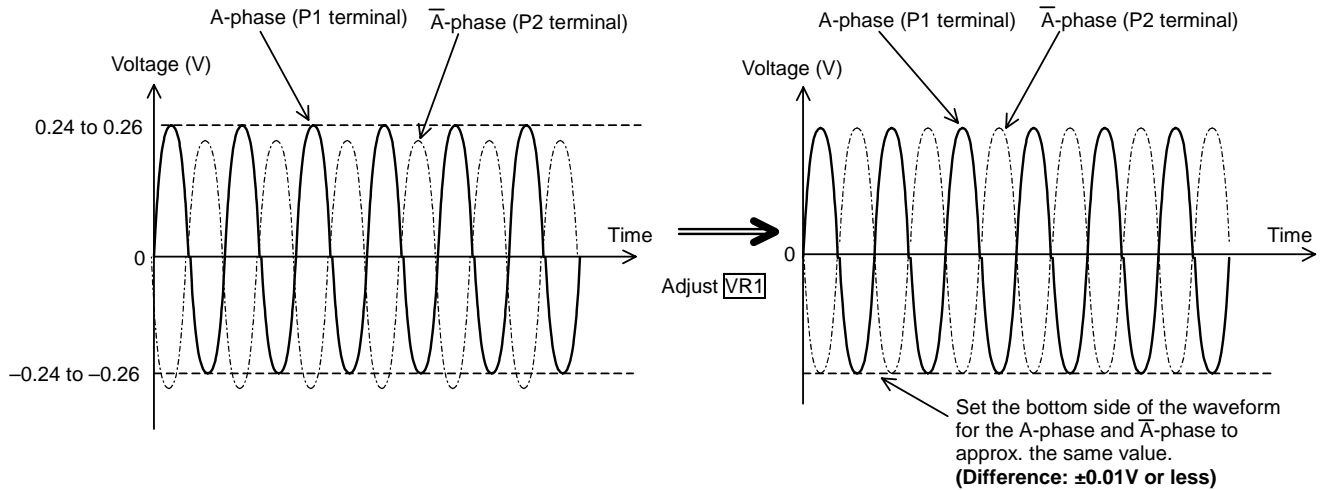 A-phase (P1 terminal)
A̅-phase (P2 terminal)
Voltage (V)
0.24 to 0.26
0
Time
–0.24 to –0.26
Adjust VR1
A-phase (P1 terminal)
A̅-phase (P2 terminal)
Voltage (V)
0
Time
Set the bottom side of the waveform
for the A-phase and A̅-phase to
approx. the same value.
(Difference: ±0.01V or less)